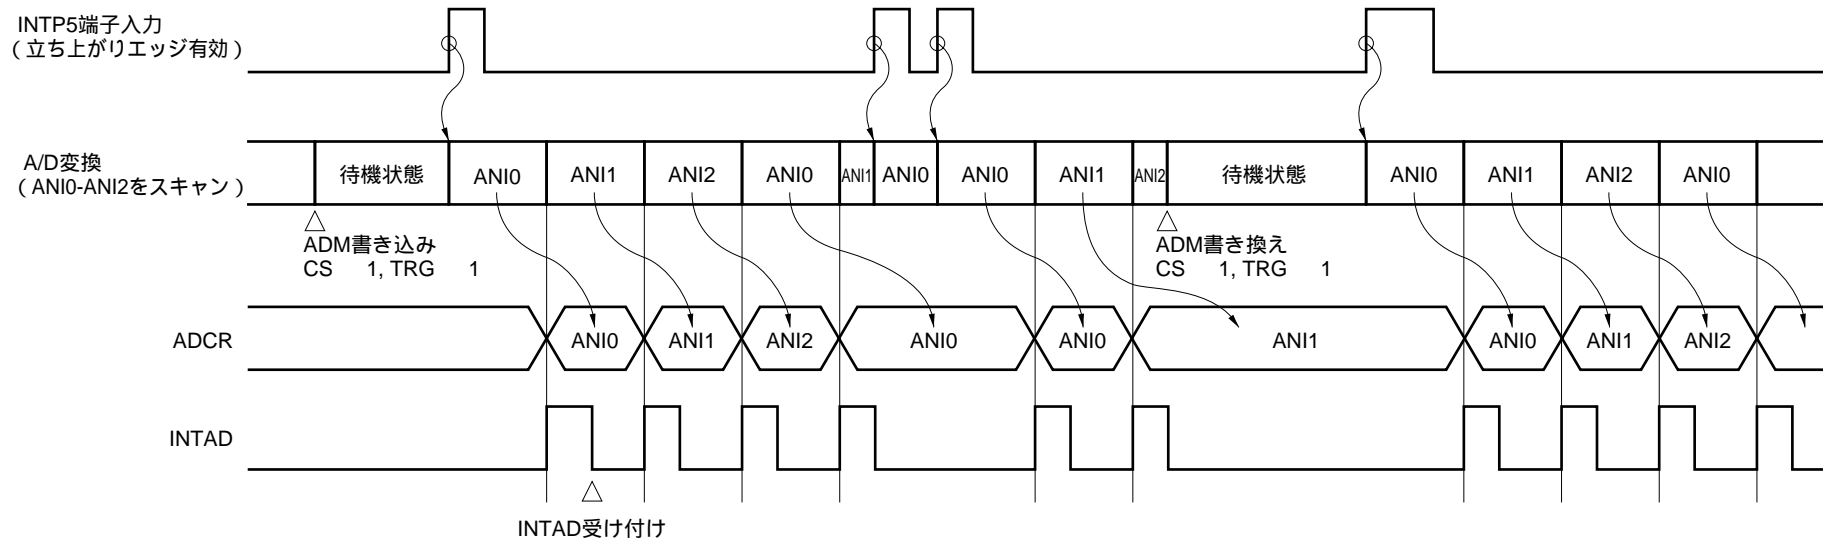 INTP5端子入力
（立ち上がりエッジ有効）
A/D変換
（ANI0-ANI2をスキャン）
待機状態 ANI0 ANI1 ANI2 ANI0 ANI1 ANI0 ANI0 ANI1 ANI2 待機状態 ANI0 ANI1 ANI2 ANI0
ADM書き込み
CS 1, TRG 1
ADM書き換え
CS 1, TRG 1
ADCR
ANI0 ANI1 ANI2 ANI0 ANI0 ANI1 ANI0 ANI1 ANI2
INTAD
INTAD受け付け